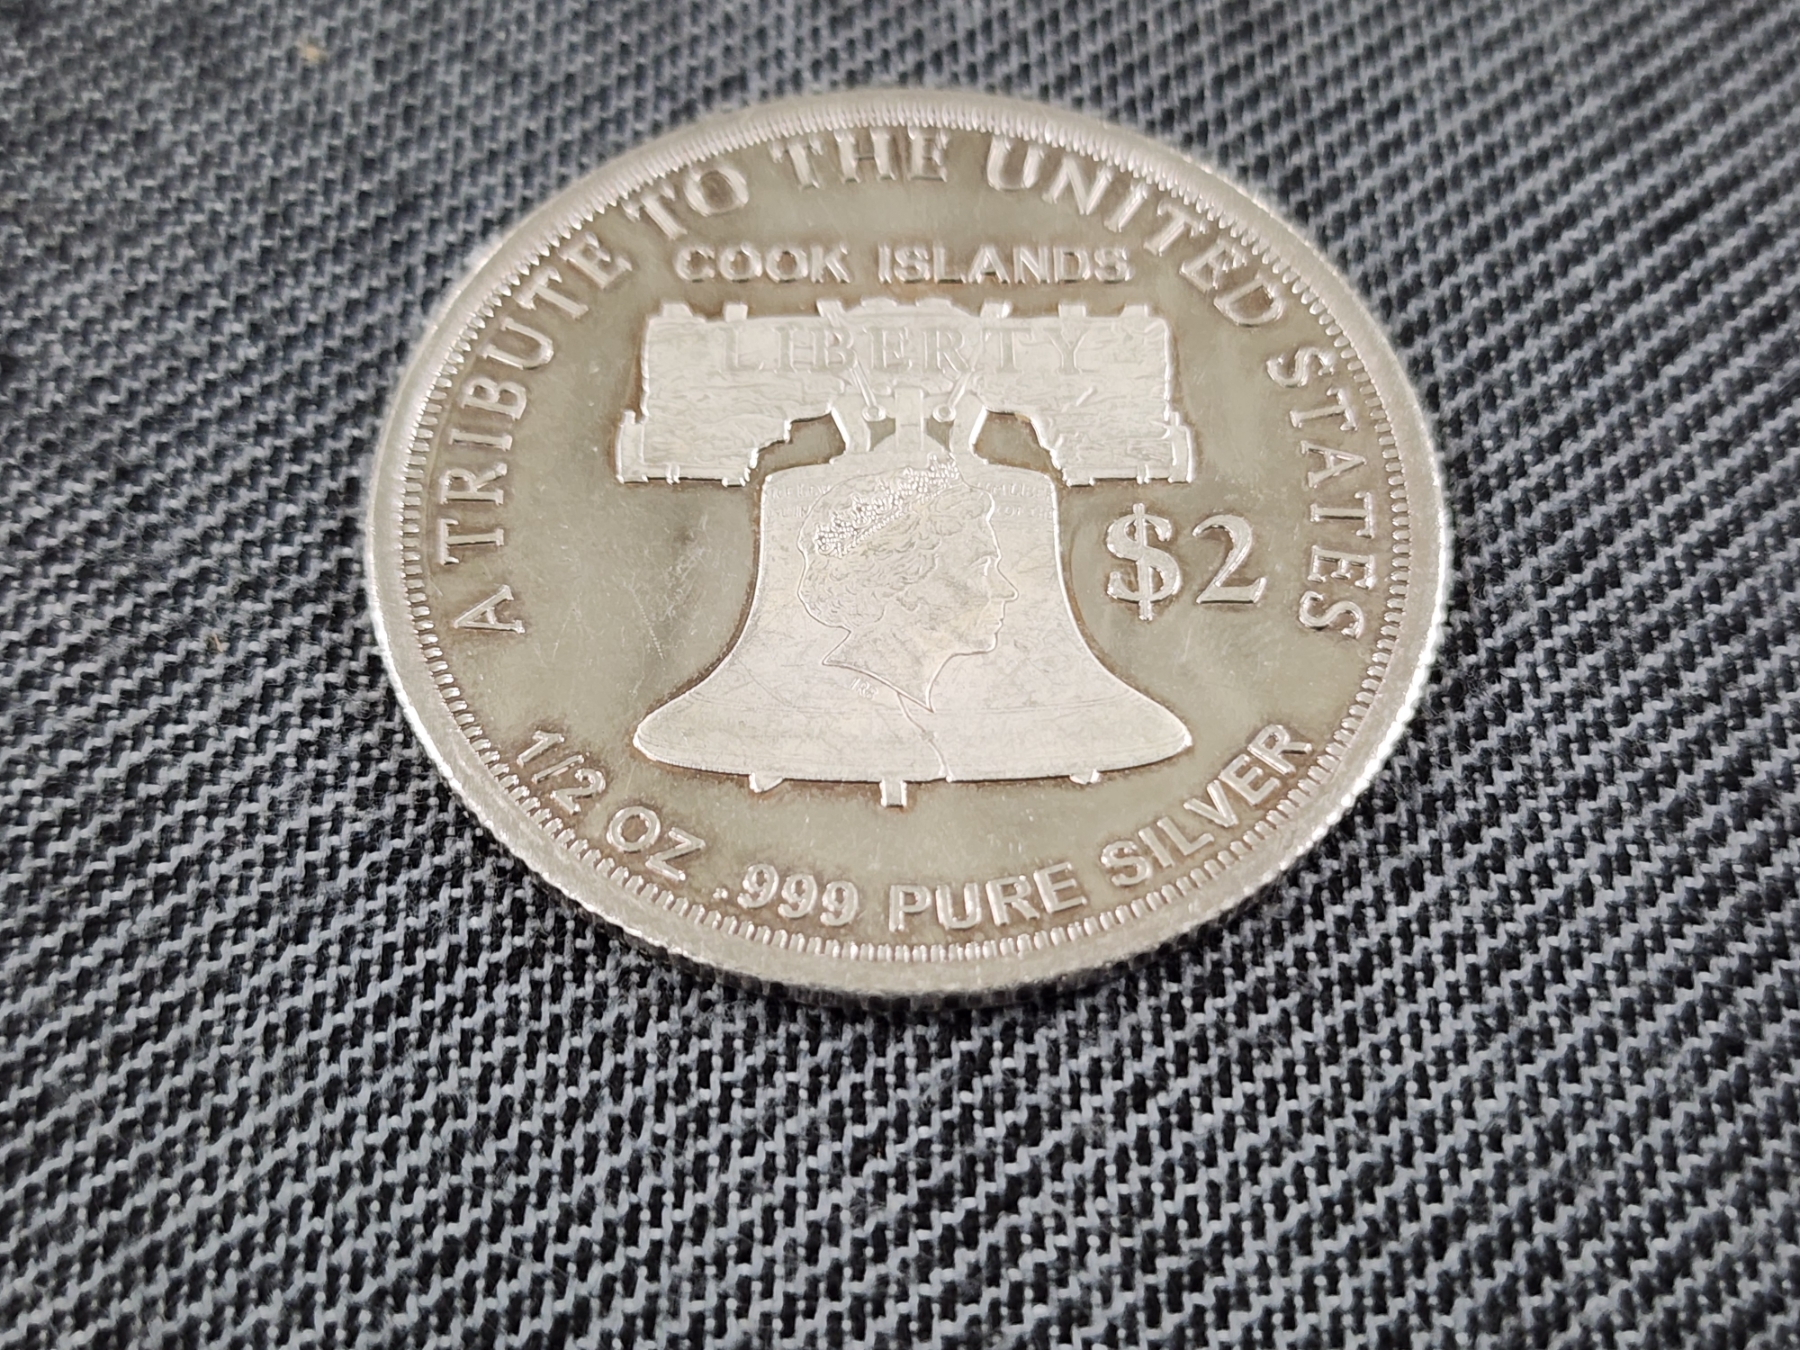 A TRIBUTE TO THE UNITED STATES
COOK ISLANDS
LIBERTY
$2
1/2 OZ .999 PURE SILVER